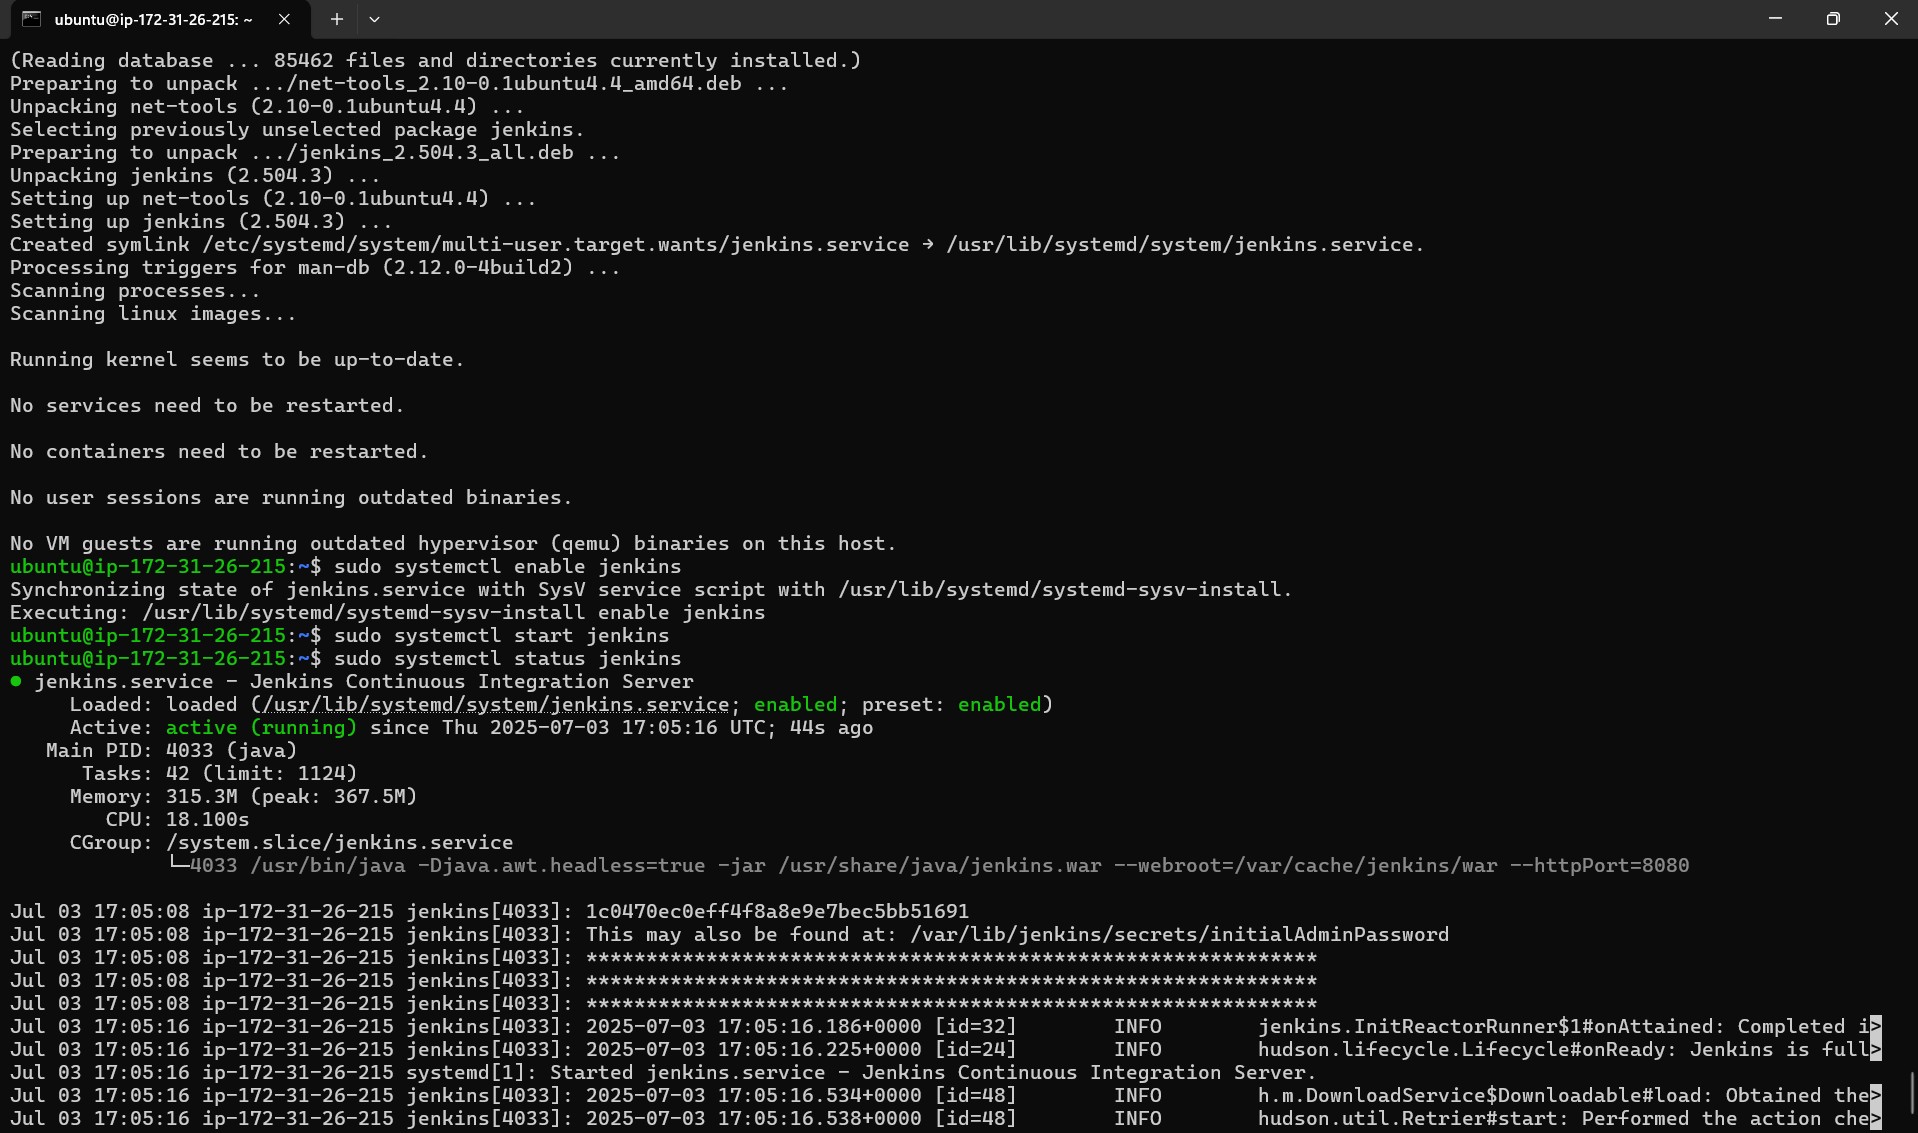 ubuntu@ip-172-31-26-215: ~
(Reading database ... 85462 files and directories currently installed.)
Preparing to unpack .../net-tools_2.10-0.1ubuntu4.4_amd64.deb ...
Unpacking net-tools (2.10-0.1ubuntu4.4) ...
Selecting previously unselected package jenkins.
Preparing to unpack .../jenkins_2.504.3_all.deb ...
Unpacking jenkins (2.504.3) ...
Setting up net-tools (2.10-0.1ubuntu4.4) ...
Setting up jenkins (2.504.3) ...
Created symlink /etc/systemd/system/multi-user.target.wants/jenkins.service → /usr/lib/systemd/system/jenkins.service.
Processing triggers for man-db (2.12.0-4build2) ...
Scanning processes...
Scanning linux images...
Running kernel seems to be up-to-date.
No services need to be restarted.
No containers need to be restarted.
No user sessions are running outdated binaries.
No VM guests are running outdated hypervisor (qemu) binaries on this host.
ubuntu@ip-172-31-26-215:~$ sudo systemctl enable jenkins
Synchronizing state of jenkins.service with SysV service script with /usr/lib/systemd/systemd-sysv-install.
Executing: /usr/lib/systemd/systemd-sysv-install enable jenkins
ubuntu@ip-172-31-26-215:~$ sudo systemctl start jenkins
ubuntu@ip-172-31-26-215:~$ sudo systemctl status jenkins
● jenkins.service - Jenkins Continuous Integration Server
Loaded: loaded (/usr/lib/systemd/system/jenkins.service; enabled; preset: enabled)
Active: active (running) since Thu 2025-07-03 17:05:16 UTC; 44s ago
Main PID: 4033 (java)
Tasks: 42 (limit: 1124)
Memory: 315.3M (peak: 367.5M)
CPU: 18.100s
CGroup: /system.slice/jenkins.service
└─4033 /usr/bin/java -Djava.awt.headless=true -jar /usr/share/java/jenkins.war --webroot=/var/cache/jenkins/war --httpPort=8080
Jul 03 17:05:08 ip-172-31-26-215 jenkins[4033]: 1c0470ec0eff4f8a8e9e7bec5bb51691
Jul 03 17:05:08 ip-172-31-26-215 jenkins[4033]: This may also be found at: /var/lib/jenkins/secrets/initialAdminPassword
Jul 03 17:05:08 ip-172-31-26-215 jenkins[4033]: *************************************************************
Jul 03 17:05:08 ip-172-31-26-215 jenkins[4033]: *************************************************************
Jul 03 17:05:08 ip-172-31-26-215 jenkins[4033]: *************************************************************
Jul 03 17:05:16 ip-172-31-26-215 jenkins[4033]: 2025-07-03 17:05:16.186+0000 [id=32] INFO jenkins.InitReactorRunner$1#onAttained: Completed i>
Jul 03 17:05:16 ip-172-31-26-215 jenkins[4033]: 2025-07-03 17:05:16.225+0000 [id=24] INFO hudson.lifecycle.Lifecycle#onReady: Jenkins is full>
Jul 03 17:05:16 ip-172-31-26-215 systemd[1]: Started jenkins.service - Jenkins Continuous Integration Server.
Jul 03 17:05:16 ip-172-31-26-215 jenkins[4033]: 2025-07-03 17:05:16.534+0000 [id=48] INFO h.m.DownloadService$Downloadable#load: Obtained the>
Jul 03 17:05:16 ip-172-31-26-215 jenkins[4033]: 2025-07-03 17:05:16.538+0000 [id=48] INFO hudson.util.Retrier#start: Performed the action che>